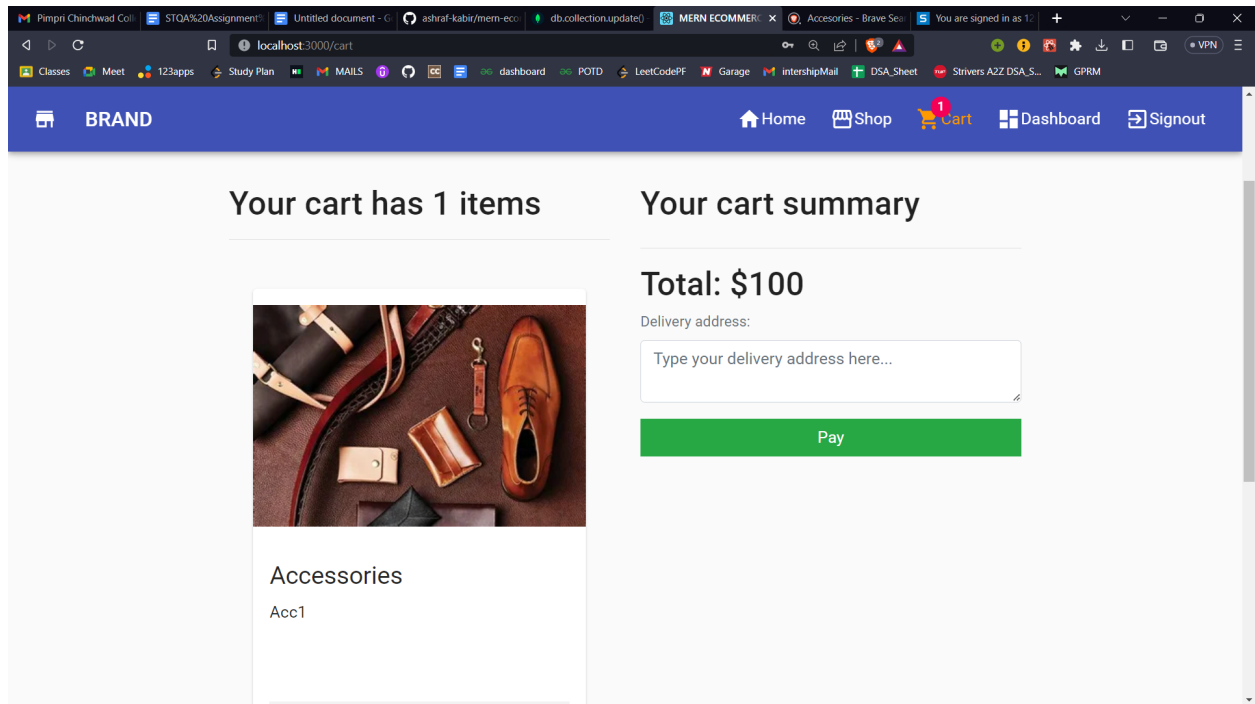 Pimpri Chinchwad Coll
STQA%20Assignment%
Untitled document - G
ashraf-kabir/mern-eco
db.collection.update()
MERN ECOMMERC
Accesories - Brave Sear
You are signed in as 12
localhost:3000/cart
VPN
Classes
Meet
123apps
Study Plan
MAILS
CC
dashboard
POTD
LeetCodePF
Garage
intershipMail
DSA_Sheet
Strivers A2Z DSA_S...
GPRM
BRAND
Home
Shop
1
Cart
Dashboard
Signout
Your cart has 1 items
Your cart summary
Total: $100
Delivery address:
Type your delivery address here...
Pay
Accessories
Acc1